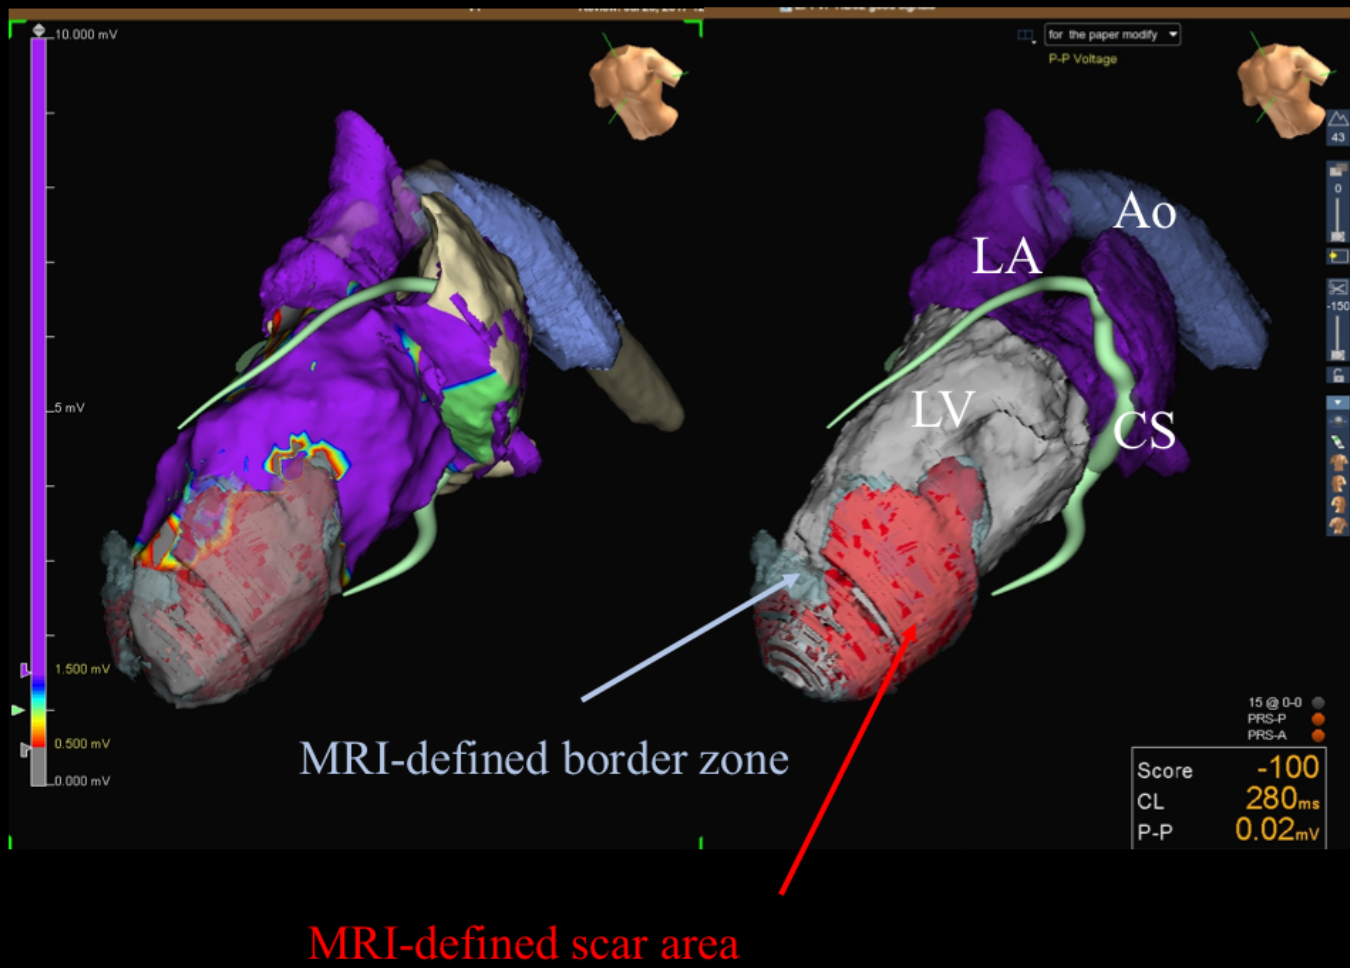 10.000 mV
for the paper modify
P-P Voltage
43
0
Ao
LA
-150
5 mV
LV
CS
1.500 mV
0.500 mV
0.000 mV
15 @ 0-0
PRS-P
PRS-A
MRI-defined border zone
Score -100
CL 280ms
P-P 0.02mV
MRI-defined scar area